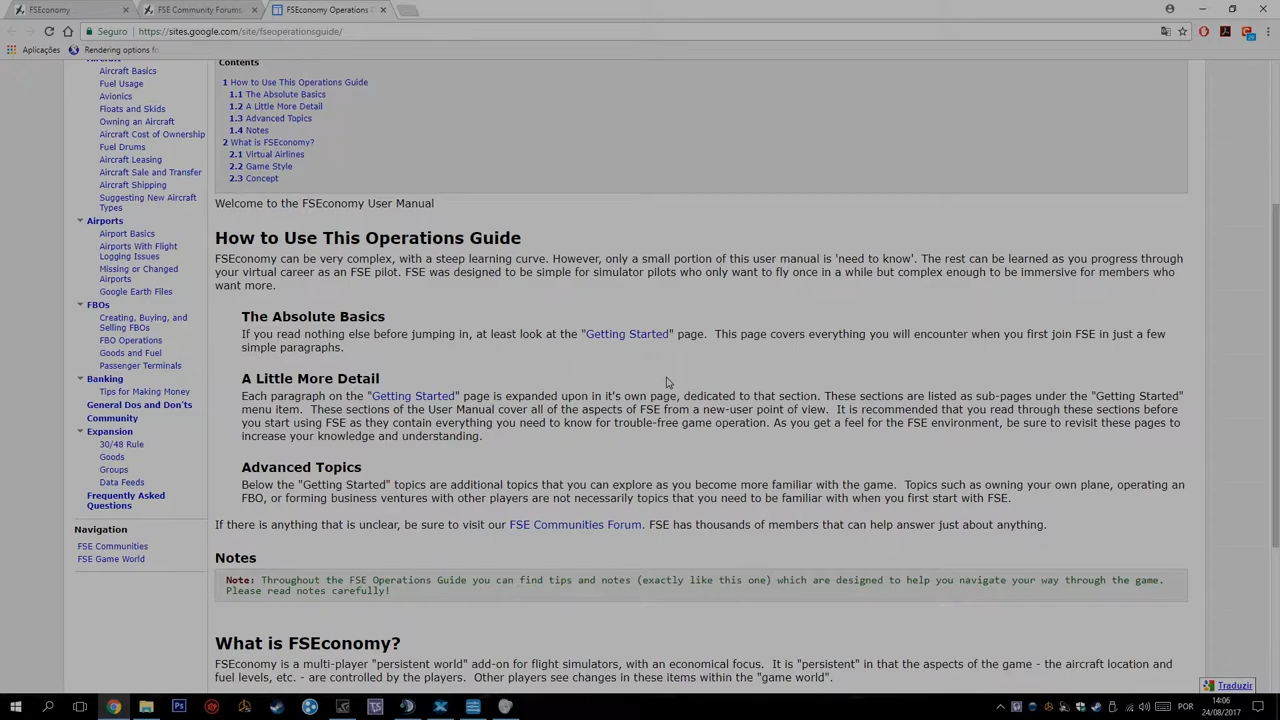 FSEconomy
FSE Community Forums
FSEconomy Operations G
Seguro
https://sites.google.com/site/fseoperationsguide/
Aplicações
Rendering options fo
Aircraft
Aircraft Basics
Fuel Usage
Avionics
Floats and Skids
Owning an Aircraft
Aircraft Cost of Ownership
Fuel Drums
Aircraft Leasing
Aircraft Sale and Transfer
Aircraft Shipping
Suggesting New Aircraft
Types
Airports
Airport Basics
Airports With Flight
Logging Issues
Missing or Changed
Airports
Google Earth Files
FBOs
Creating, Buying, and
Selling FBOs
FBO Operations
Goods and Fuel
Passenger Terminals
Banking
Tips for Making Money
General Dos and Don'ts
Community
Expansion
30/48 Rule
Goods
Groups
Data Feeds
Frequently Asked
Questions
Navigation
FSE Communities
FSE Game World
Contents
1 How to Use This Operations Guide
1.1 The Absolute Basics
1.2 A Little More Detail
1.3 Advanced Topics
1.4 Notes
2 What is FSEconomy?
2.1 Virtual Airlines
2.2 Game Style
2.3 Concept
Welcome to the FSEconomy User Manual
How to Use This Operations Guide
FSEconomy can be very complex, with a steep learning curve. However, only a small portion of this user manual is 'need to know'. The rest can be learned as you progress through
your virtual career as an FSE pilot. FSE was designed to be simple for simulator pilots who only want to fly once in a while but complex enough to be immersive for members who
want more.
The Absolute Basics
If you read nothing else before jumping in, at least look at the "Getting Started" page. This page covers everything you will encounter when you first join FSE in just a few
simple paragraphs.
A Little More Detail
Each paragraph on the "Getting Started" page is expanded upon in it's own page, dedicated to that section. These sections are listed as sub-pages under the "Getting Started"
menu item. These sections of the User Manual cover all of the aspects of FSE from a new-user point of view. It is recommended that you read through these sections before
you start using FSE as they contain everything you need to know for trouble-free game operation. As you get a feel for the FSE environment, be sure to revisit these pages to
increase your knowledge and understanding.
Advanced Topics
Below the "Getting Started" topics are additional topics that you can explore as you become more familiar with the game. Topics such as owning your own plane, operating an
FBO, or forming business ventures with other players are not necessarily topics that you need to be familiar with when you first start with FSE.
If there is anything that is unclear, be sure to visit our FSE Communities Forum. FSE has thousands of members that can help answer just about anything.
Notes
Note: Throughout the FSE Operations Guide you can find tips and notes (exactly like this one) which are designed to help you navigate your way through the game.
Please read notes carefully!
What is FSEconomy?
FSEconomy is a multi-player "persistent world" add-on for flight simulators, with an economical focus. It is "persistent" in that the aspects of the game - the aircraft location and
fuel levels, etc. - are controlled by the players. Other players see changes in these items within the "game world".
Traduzir
POR
14:06
24/08/2017